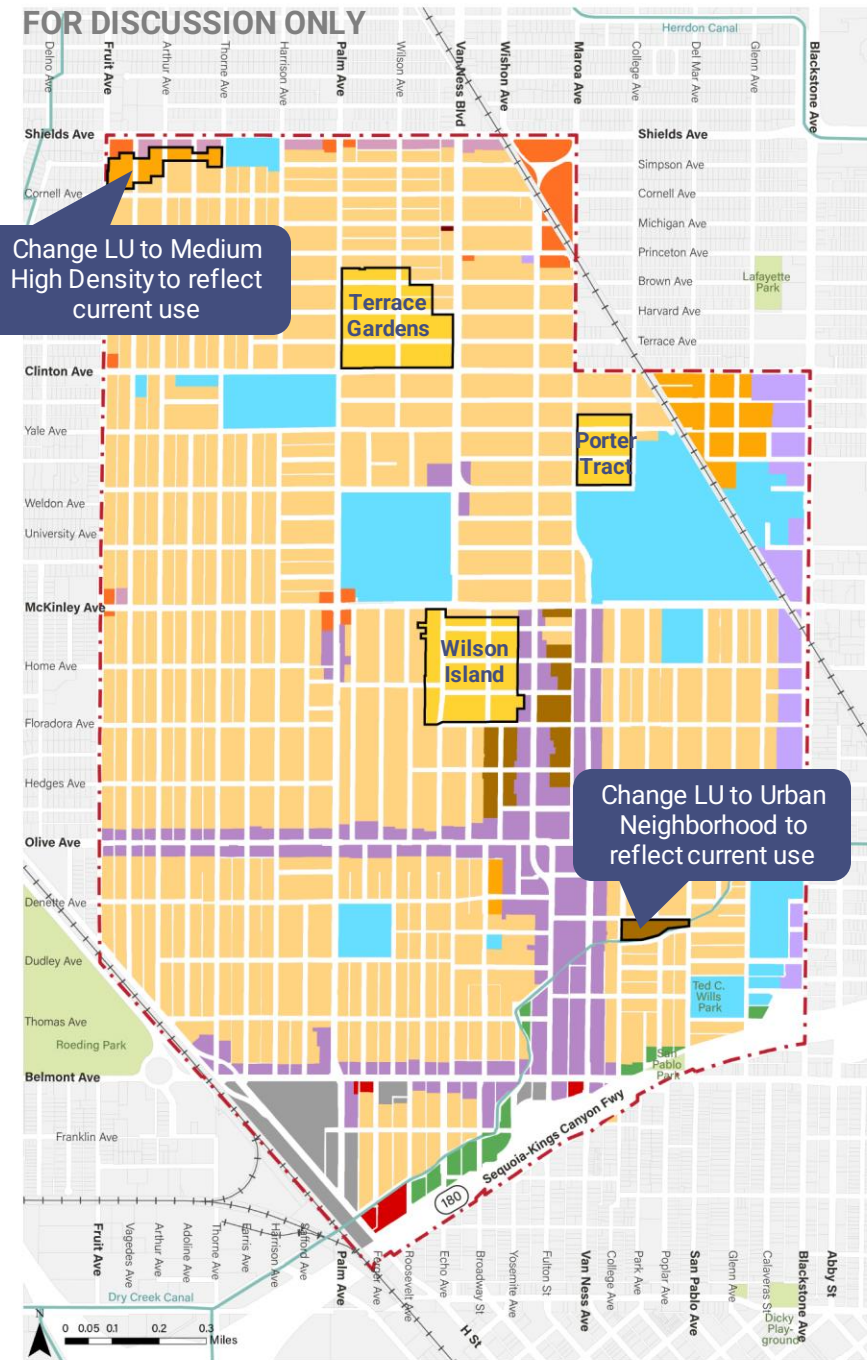 FOR DISCUSSION ONLY
Herndon Canal
Delno Ave
Fruit Ave
Arthur Ave
Thorne Ave
Harrison Ave
Palm Ave
Wilson Ave
Van Ness Blvd
Wishon Ave
Maroa Ave
College Ave
Del Mar Ave
Glenn Ave
Blackstone Ave
Shields Ave
Shields Ave
Simpson Ave
Cornell Ave
Cornell Ave
Michigan Ave
Princeton Ave
Brown Ave
Lafayette
Park
Harvard Ave
Terrace Ave
Change LU to Medium
High Density to reflect
current use
Terrace
Gardens
Clinton Ave
Yale Ave
Porter
Tract
Weldon Ave
University Ave
McKinley Ave
Home Ave
Wilson
Island
Floradora Ave
Hedges Ave
Change LU to Urban
Neighborhood to
reflect current use
Olive Ave
Denette Ave
Dudley Ave
Ted C.
Wills
Park
Thomas Ave
Roeding Park
San
Pablo
Park
Belmont Ave
Franklin Ave
Sequoia-Kings Canyon Fwy
180
Fruit Ave
Vagedes Ave
Arthur Ave
Adoline Ave
Thorne Ave
Farris Ave
Harrison Ave
Safford Ave
Palm Ave
Ferger Ave
Roosevelt Ave
Echo Ave
Broadway St
Yosemite Ave
Fulton St
Van Ness Ave
College Ave
Park Ave
Poplar Ave
San Pablo Ave
Glenn Ave
Calaveras St
Blackstone Ave
Abby St
Dry Creek Canal
H St
Dicky
Play-
ground
N
0 0.05 0.1 0.2 0.3
Miles